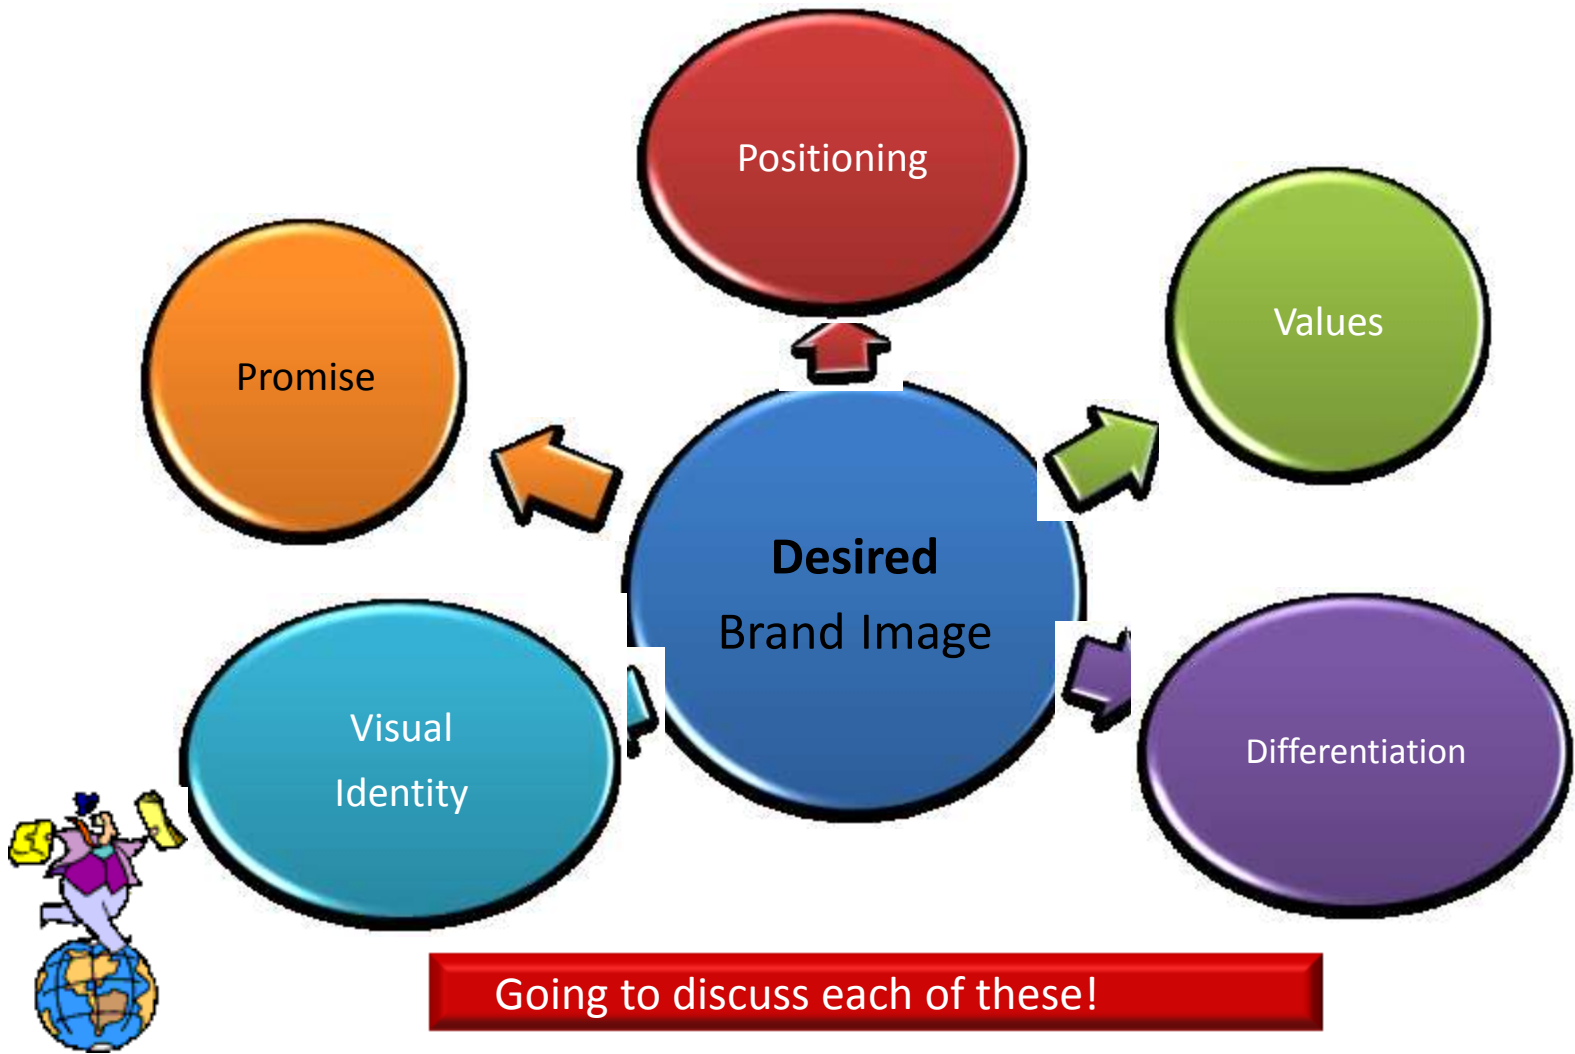 Positioning
Values
Promise
Desired
Brand Image
Visual
Identity
Differentiation
Going to discuss each of these!